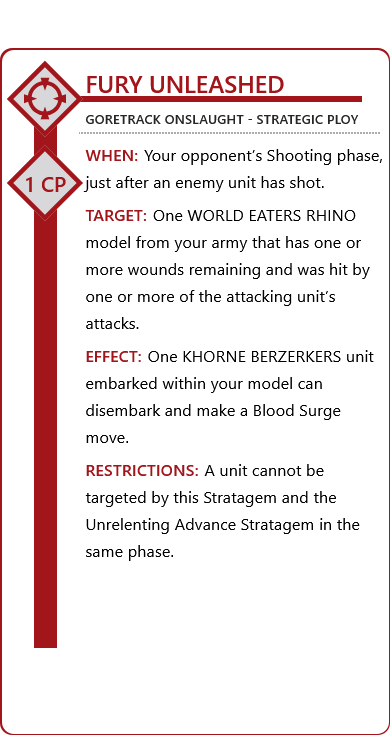 FURY UNLEASHED
GORETRACK ONSLAUGHT - STRATEGIC PLOY
1 CP
WHEN: Your opponent’s Shooting phase,
just after an enemy unit has shot.
TARGET: One WORLD EATERS RHINO
model from your army that has one or
more wounds remaining and was hit by
one or more of the attacking unit’s
attacks.
EFFECT: One KHORNE BERZERKERS unit
embarked within your model can
disembark and make a Blood Surge
move.
RESTRICTIONS: A unit cannot be
targeted by this Stratagem and the
Unrelenting Advance Stratagem in the
same phase.